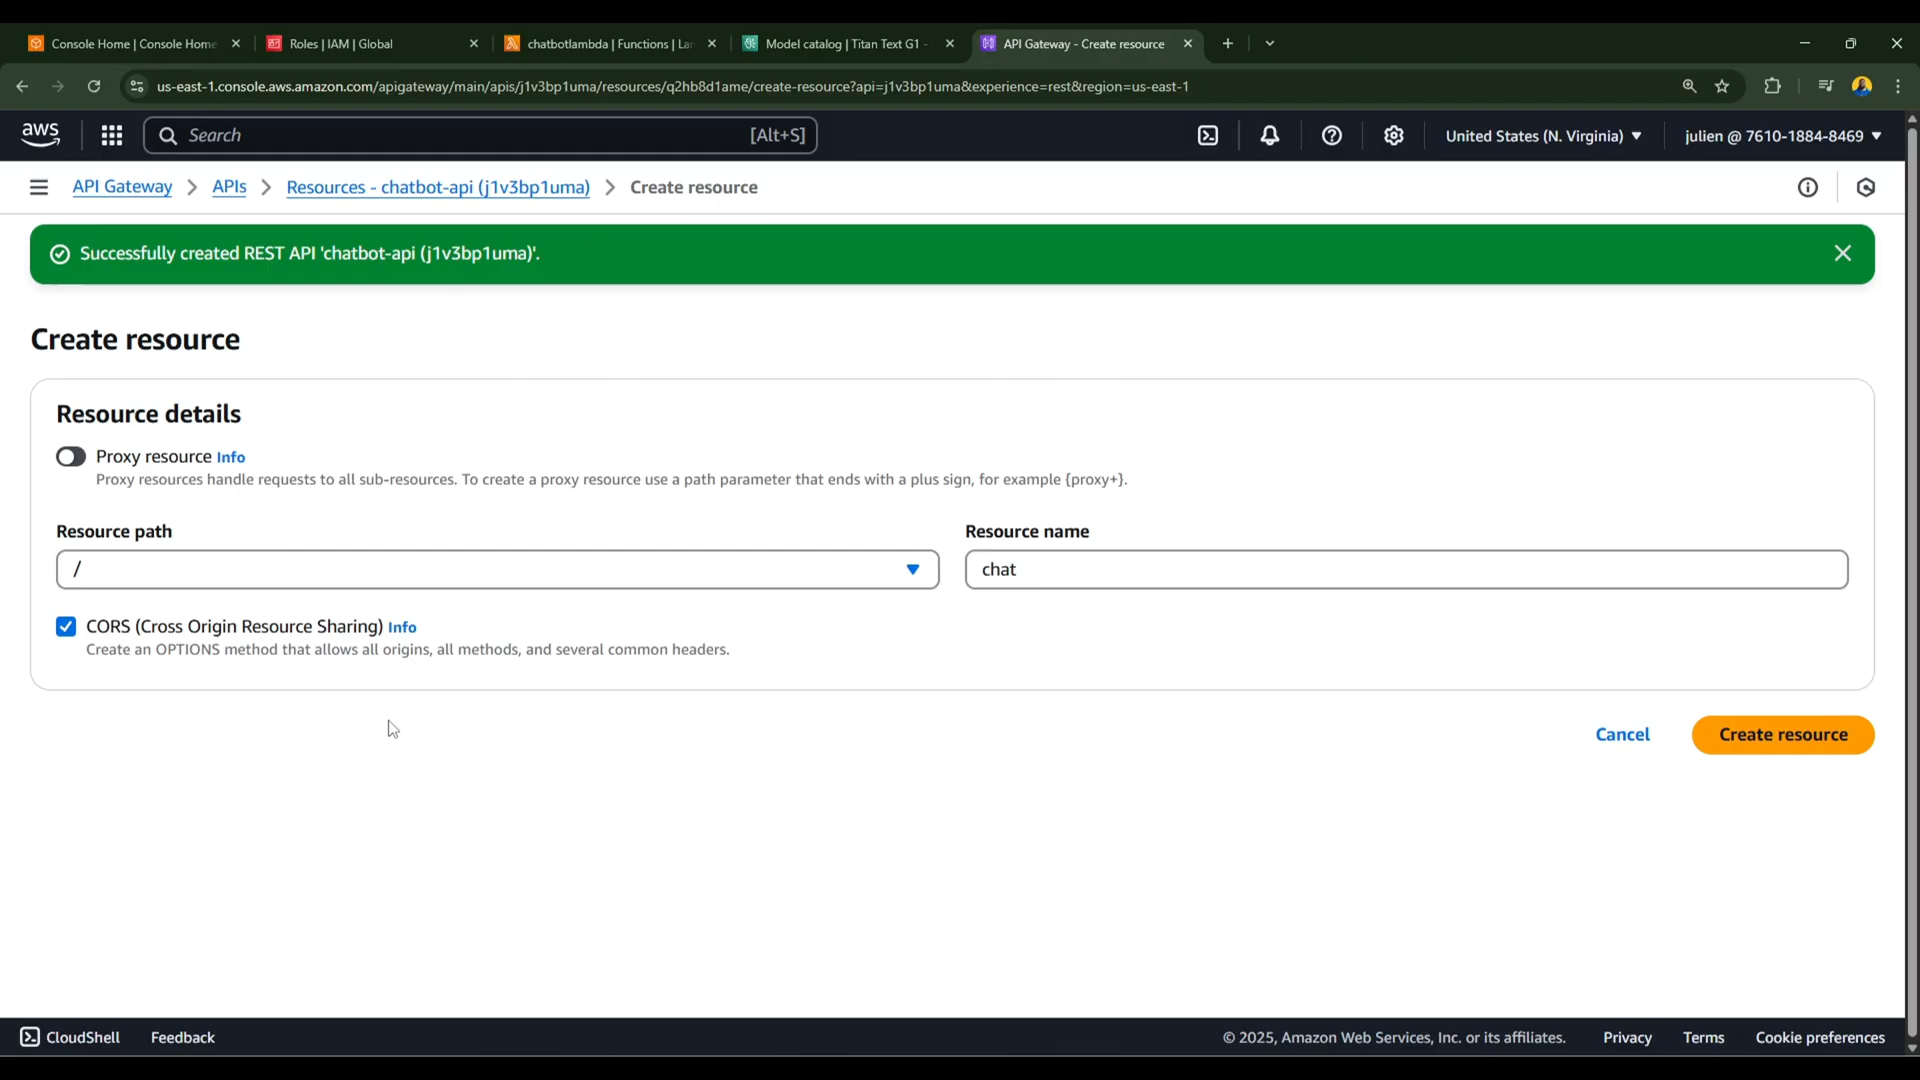 Console Home | Console Home
Roles | IAM | Global
chatbotlambda | Functions | La
Model catalog | Titan Text G1 -
API Gateway - Create resource
us-east-1.console.aws.amazon.com/apigateway/main/apis/j1v3bp1uma/resources/q2hb8d1ame/create-resource?api=j1v3bp1uma&experience=rest&region=us-east-1
aws
Search
[Alt+S]
United States (N. Virginia)
julien @ 7610-1884-8469
API Gateway
APIs
Resources - chatbot-api (j1v3bp1uma)
Create resource
Successfully created REST API 'chatbot-api (j1v3bp1uma)'.
Create resource
Resource details
Proxy resource Info
Proxy resources handle requests to all sub-resources. To create a proxy resource use a path parameter that ends with a plus sign, for example {proxy+}.
Resource path
Resource name
/
chat
CORS (Cross Origin Resource Sharing) Info
Create an OPTIONS method that allows all origins, all methods, and several common headers.
Cancel
Create resource
CloudShell
Feedback
© 2025, Amazon Web Services, Inc. or its affiliates.
Privacy
Terms
Cookie preferences